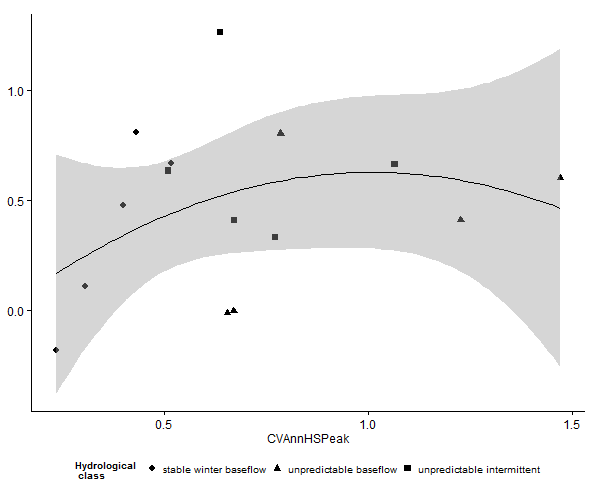 1.0
0.5
0.0
0.5 1.0 1.5
CVAnnHSPeak
Hydrological
class
stable winter baseflow unpredictable baseflow unpredictable intermittent